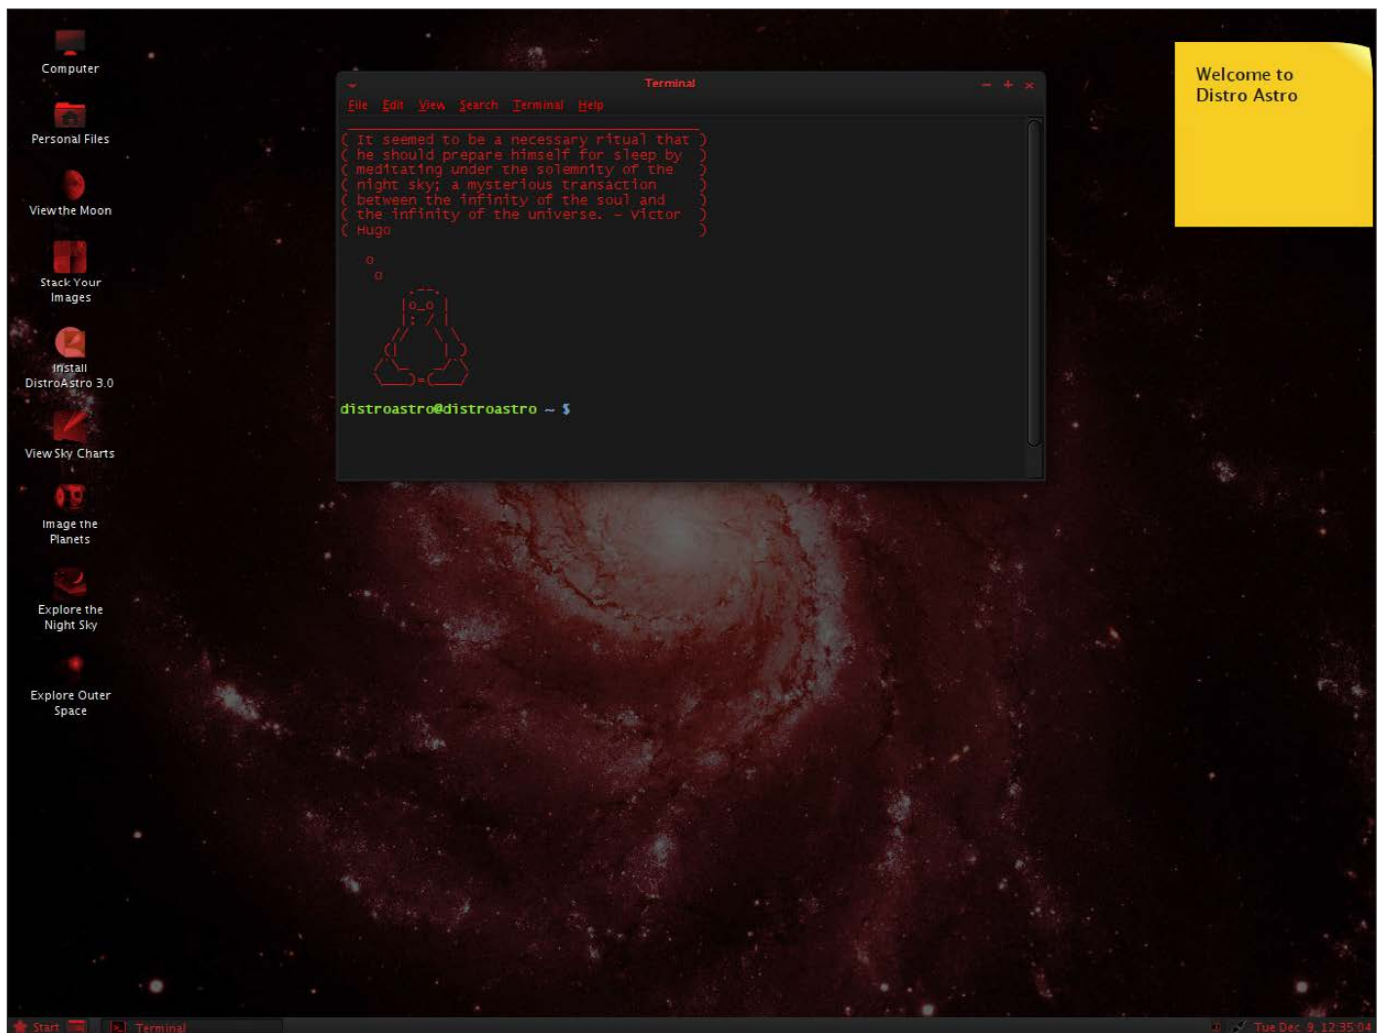 Computer
Personal Files
View the Moon
Stack Your
Images
Install
DistroAstro 3.0
View Sky Charts
Image the
Planets
Explore the
Night Sky
Explore Outer
Space
Terminal
File Edit View Search Terminal Help
( It seemed to be a necessary ritual that )
( he should prepare himself for sleep by )
( meditating under the solemnity of the )
( night sky; a mysterious transaction )
( between the infinity of the soul and )
( the infinity of the universe. - Victor )
( Hugo )
distroastro@distroastro ~ $
Welcome to
Distro Astro
Start
Terminal
Tue Dec 9, 12:35:04